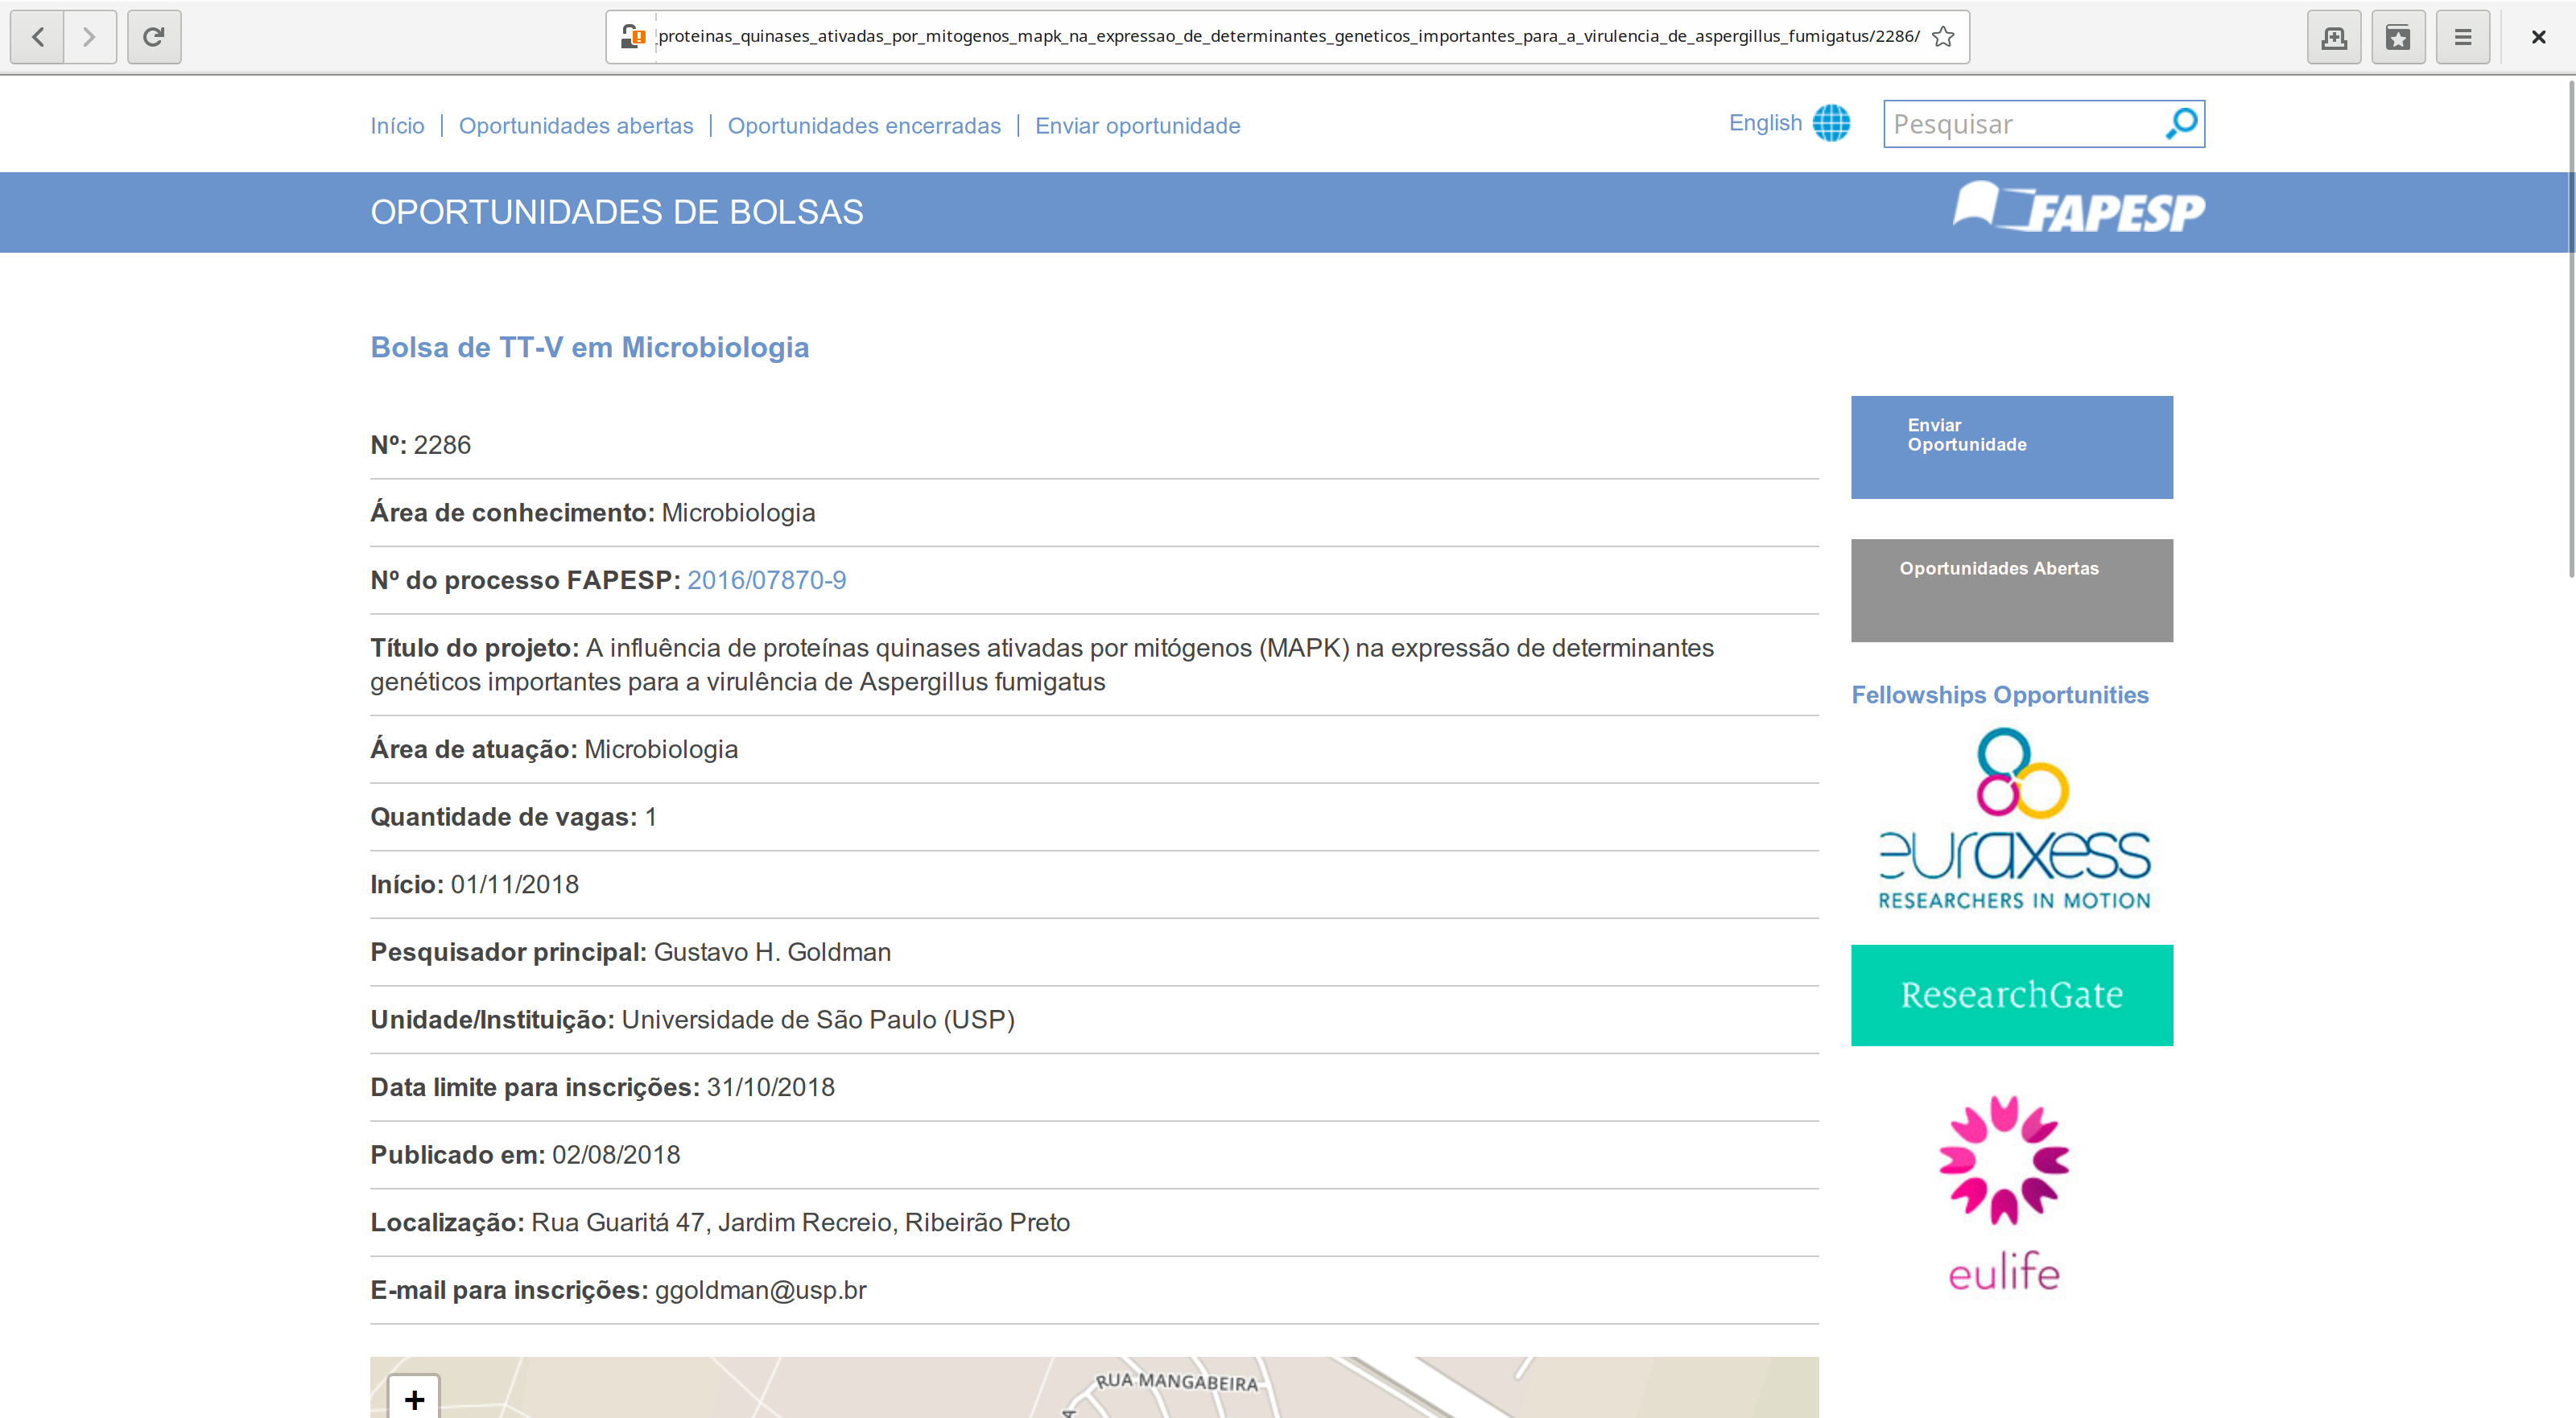 proteinas_quinases_ativadas_por_mitogenos_mapk_na_expressao_de_determinantes_geneticos_importantes_para_a_virulencia_de_aspergillus_fumigatus/2286/
Início | Oportunidades abertas | Oportunidades encerradas | Enviar oportunidade
English
Pesquisar
OPORTUNIDADES DE BOLSAS
FAPESP
Bolsa de TT-V em Microbiologia
Nº: 2286
Área de conhecimento: Microbiologia
Nº do processo FAPESP: 2016/07870-9
Título do projeto: A influência de proteínas quinases ativadas por mitógenos (MAPK) na expressão de determinantes
genéticos importantes para a virulência de Aspergillus fumigatus
Área de atuação: Microbiologia
Quantidade de vagas: 1
Início: 01/11/2018
Pesquisador principal: Gustavo H. Goldman
Unidade/Instituição: Universidade de São Paulo (USP)
Data limite para inscrições: 31/10/2018
Publicado em: 02/08/2018
Localização: Rua Guaritá 47, Jardim Recreio, Ribeirão Preto
E-mail para inscrições: ggoldman@usp.br
+
RUA MANGABEIRA
Enviar
Oportunidade
Oportunidades Abertas
Fellowships Opportunities
euraxess
RESEARCHERS IN MOTION
ResearchGate
eulife